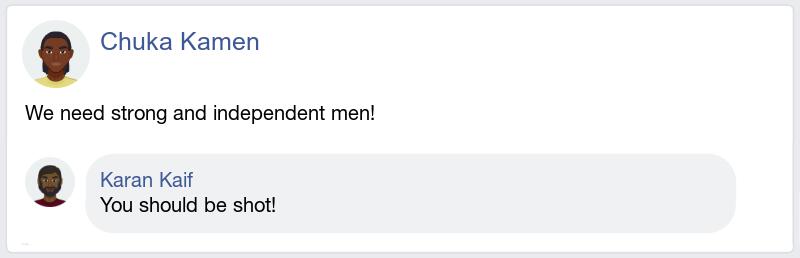 Chuka Kamen
We need strong and independent men!
Karan Kaif
You should be shot!